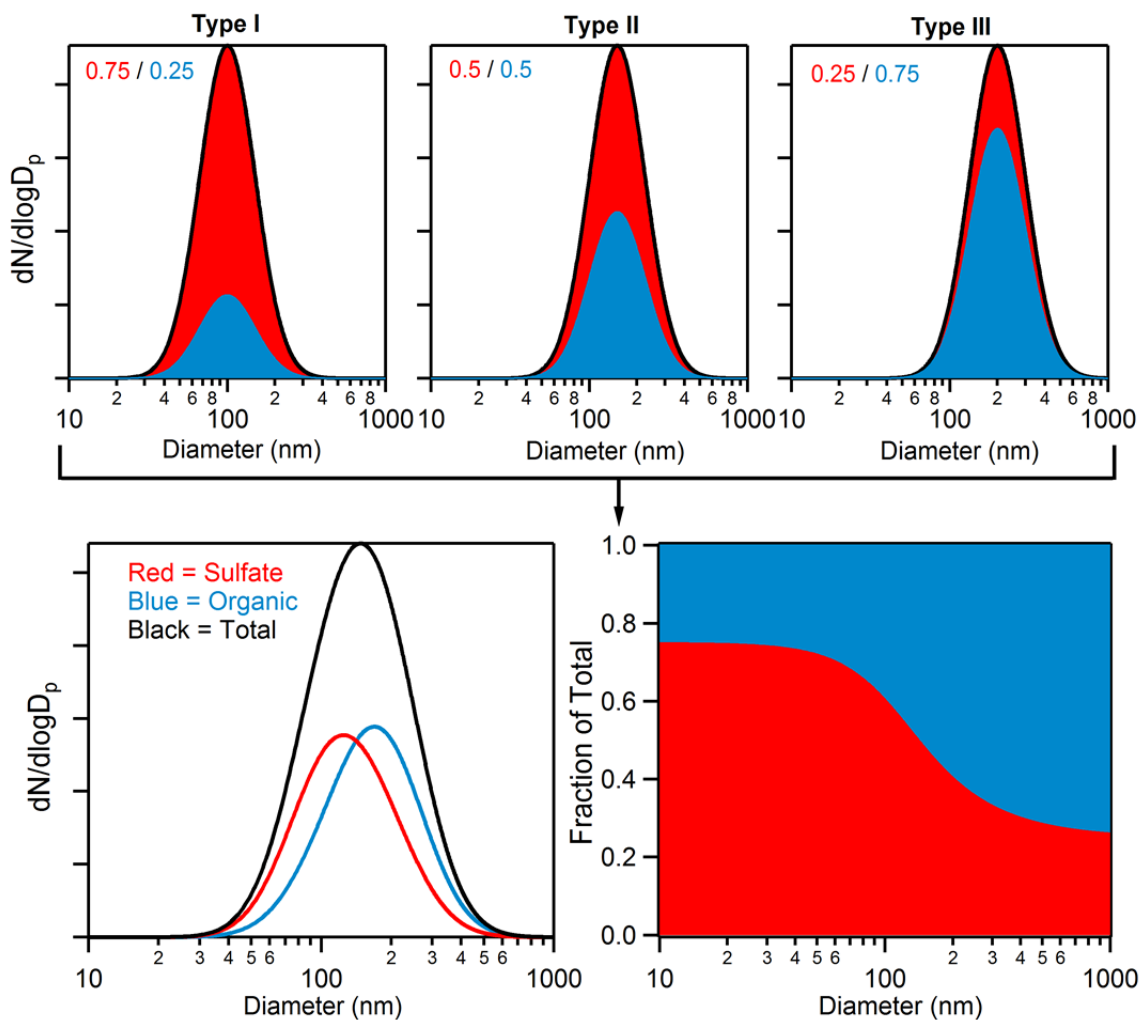 Type I
Type II
Type III
0.75 / 0.25
0.5 / 0.5
0.25 / 0.75
dN/dlogDp
10 2 4 6 8 100 2 4 6 8 1000
10 2 4 6 8 100 2 4 6 8 1000
10 2 4 6 8 100 2 4 6 8 1000
Diameter (nm)
Diameter (nm)
Diameter (nm)
Red = Sulfate
Blue = Organic
Black = Total
dN/dlogDp
10 2 3 4 5 6 100 2 3 4 5 6 1000
Diameter (nm)
Fraction of Total
1.0
0.8
0.6
0.4
0.2
0.0
10 2 3 4 5 6 100 2 3 4 5 6 1000
Diameter (nm)